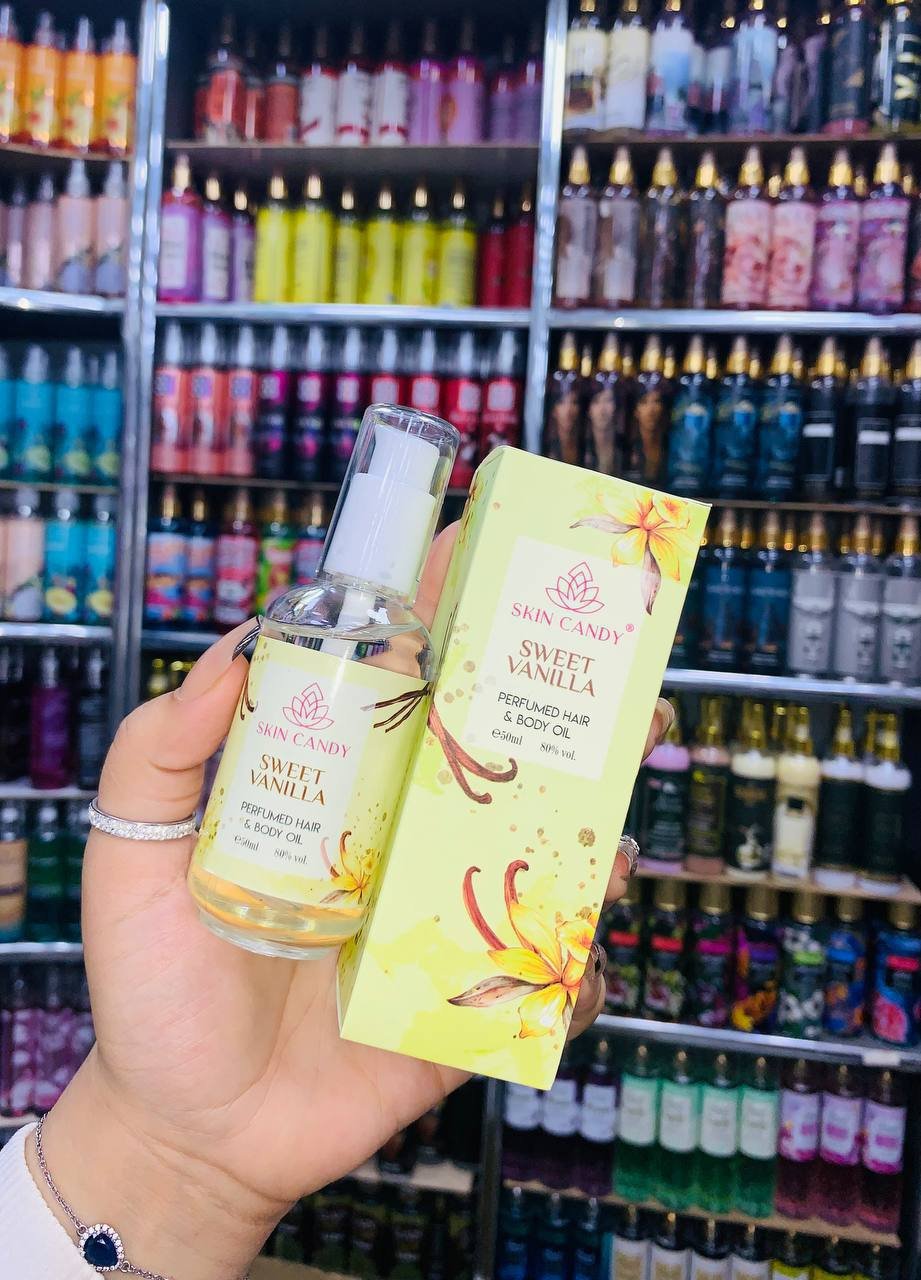 SKIN CANDY
SWEET
VANILLA
PERFUMED HAIR
& BODY OIL
℮50ml 80% vol.
SKIN CANDY®
SWEET
VANILLA
PERFUMED HAIR
& BODY OIL
℮50ml 80% vol.